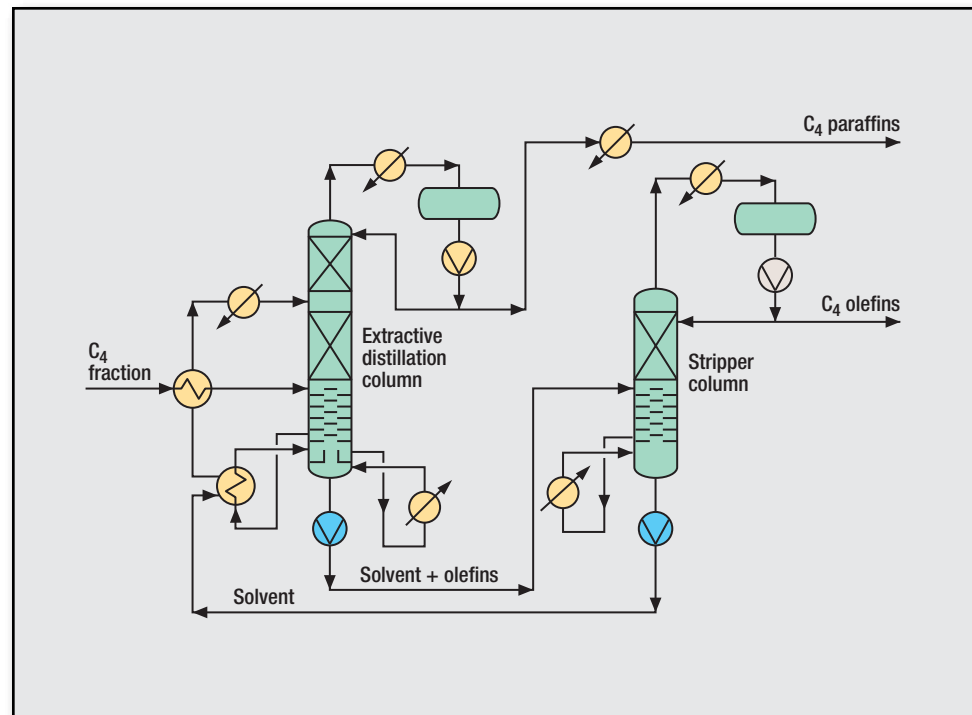 C4 paraffins
C4 olefins
C4
fraction
Extractive
distillation
column
Stripper
column
Solvent + olefins
Solvent